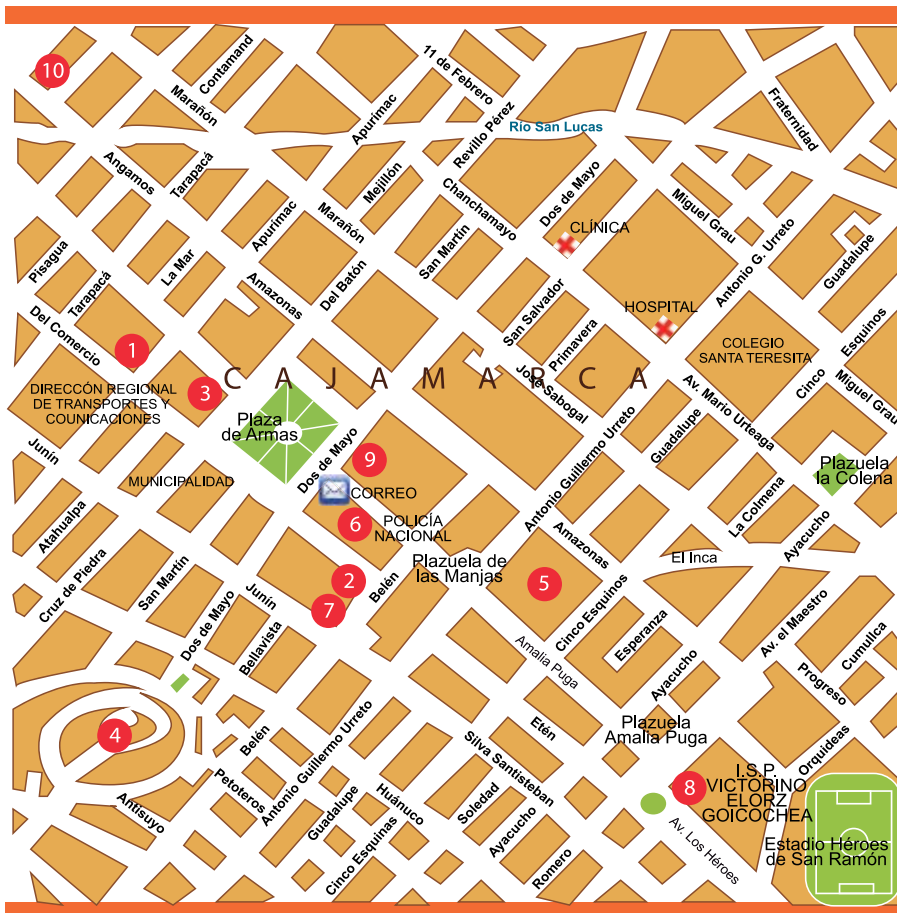 11 de Febrero
Contamand
10
Marañón
Apurimac
Revillo Pérez
Río San Lucas
Fraternidad
Angamos
Tarapacá
Mejillón
Chanchamayo
Dos de Mayo
Miguel Grau
CLÍNICA
Marañón
Apurimac
San Martín
Antonio G. Urreto
Guadalupe
Pisagua
La Mar
Tarapacá
Amazonas
Del Batón
San Salvador
HOSPITAL
Del Comercio
Primavera
COLEGIO
SANTA TERESITA
Esquinos
Cinco
1
CAJAMARCA
José Sabogal
Av. Mario Urteaga
Miguel Grau
DIRECCÓN REGIONAL
DE TRANSPORTES Y
COUNICACIONES
3
Plaza
de Armas
Dos de Mayo
9
Antonio Guillermo Urreto
Guadalupe
Plazuela
la Colena
Junín
MUNICIPALIDAD
CORREO
La Colmena
Atahualpa
6
POLICÍA
NACIONAL
Amazonas
Ayacucho
El Inca
Plazuela de
las Manjas
Cruz de Piedra
San Martín
2
Belén
5
7
Junín
Dos de Mayo
Bellavista
Cinco Esquinos
Esperanza
Av. el Maestro
Cumullca
Amalia Puga
Ayacucho
Progreso
4
Belén
Etén
Plazuela
Amalia Puga
Orquideas
Antonio Guillermo Urreto
Silva Santisteban
Petoteros
Antisuyo
Guadalupe
Huánuco
Soledad
8
I.S.P.
VICTORINO
ELORZ
GOICOCHEA
Cinco Esquinas
Ayacucho
Romero
Av. Los Héroes
Estadio Héroes
de San Ramón